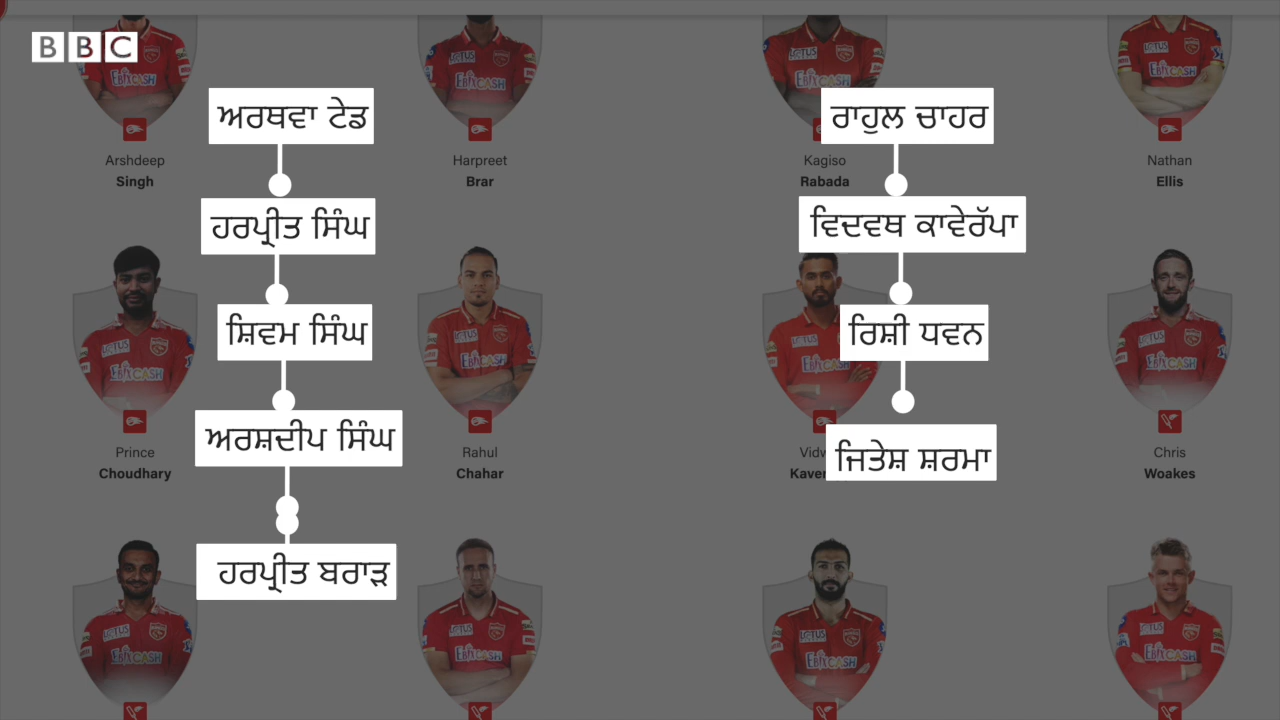 BBC
ਅਰਥਵਾ ਟੇਡ
ਹਰਪ੍ਰੀਤ ਸਿੰਘ
ਸ਼ਿਵਮ ਸਿੰਘ
ਅਰਸ਼ਦੀਪ ਸਿੰਘ
ਹਰਪ੍ਰੀਤ ਬਰਾੜ
ਰਾਹੁਲ ਚਾਹਰ
ਵਿਦਵਥ ਕਾਵੇਰੱਪਾ
ਰਿਸ਼ੀ ਧਵਨ
ਜਿਤੇਸ਼ ਸ਼ਰਮਾ
Arshdeep
Singh
Harpreet
Brar
Kagiso
Rabada
Nathan
Ellis
Prince
Choudhary
Rahul
Chahar
Chris
Woakes